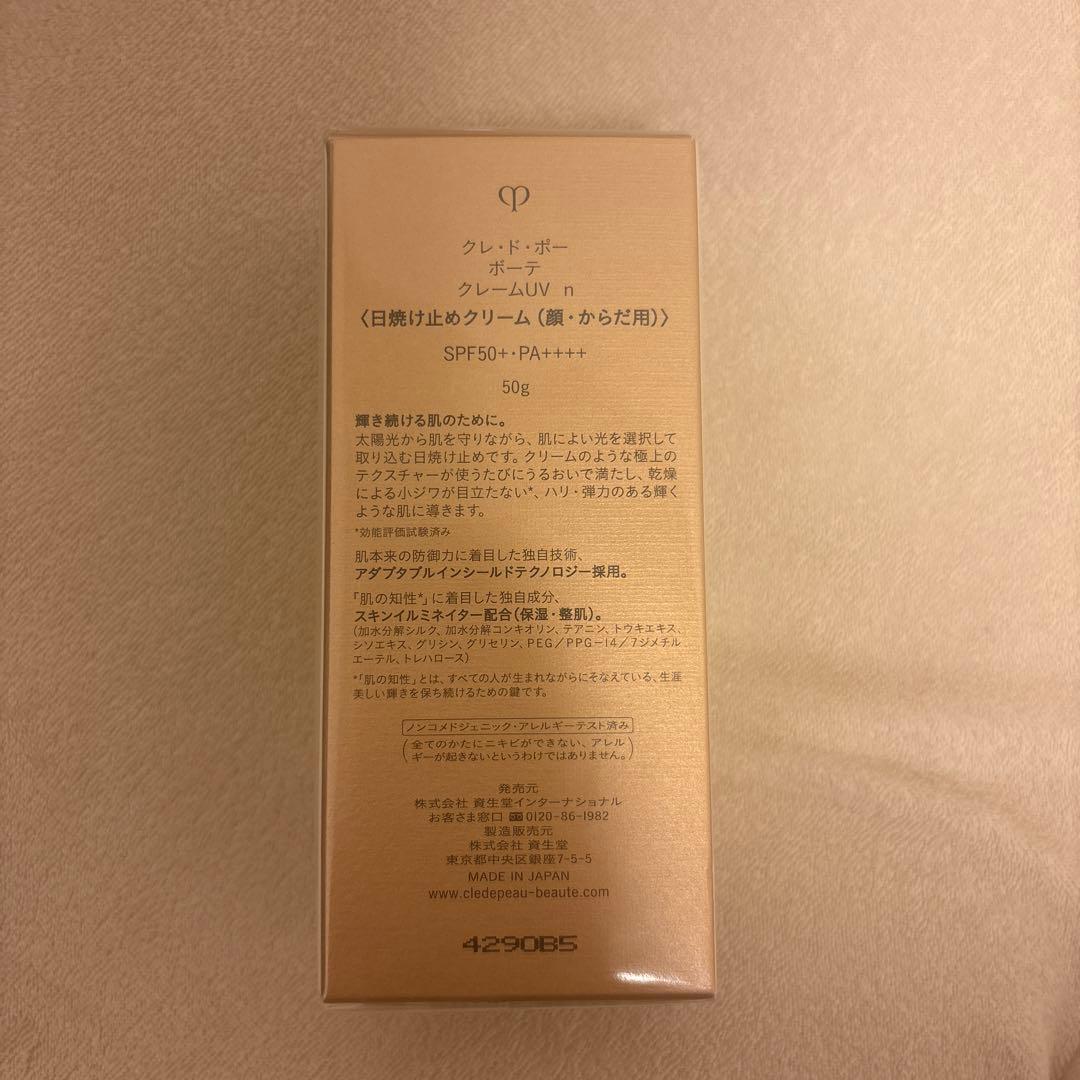 クレ・ド・ポー
ボーテ
クレームUV n
〈日焼け止めクリーム（顔・からだ用）〉
SPF50+・PA++++
50g
輝き続ける肌のために。
太陽光から肌を守りながら、肌によい光を選択して
取り込む日焼け止めです。クリームのような極上の
テクスチャーが使うたびにうるおいで満たし、乾燥
による小ジワが目立たない*、ハリ・弾力のある輝く
ような肌に導きます。
*効能評価試験済み
肌本来の防御力に着目した独自技術、
アダプタブルインシールドテクノロジー採用。
「肌の知性*」に着目した独自成分、
スキンイルミネイター配合（保湿・整肌）。
（加水分解シルク、加水分解コンキオリン、テアニン、トウキエキス、
シソエキス、グリシン、グリセリン、PEG／PPG－14／7ジメチル
エーテル、トレハロース）
*「肌の知性」とは、すべての人が生まれながらにそなえている、生涯
美しい輝きを保ち続けるための鍵です。
ノンコメドジェニック・アレルギーテスト済み
（全てのかたにニキビができない、アレル
ギーが起きないというわけではありません。）
発売元
株式会社 資生堂インターナショナル
お客さま窓口 0120-86-1982
製造販売元
株式会社 資生堂
東京都中央区銀座7-5-5
MADE IN JAPAN
www.cledepeau-beaute.com
4290B5